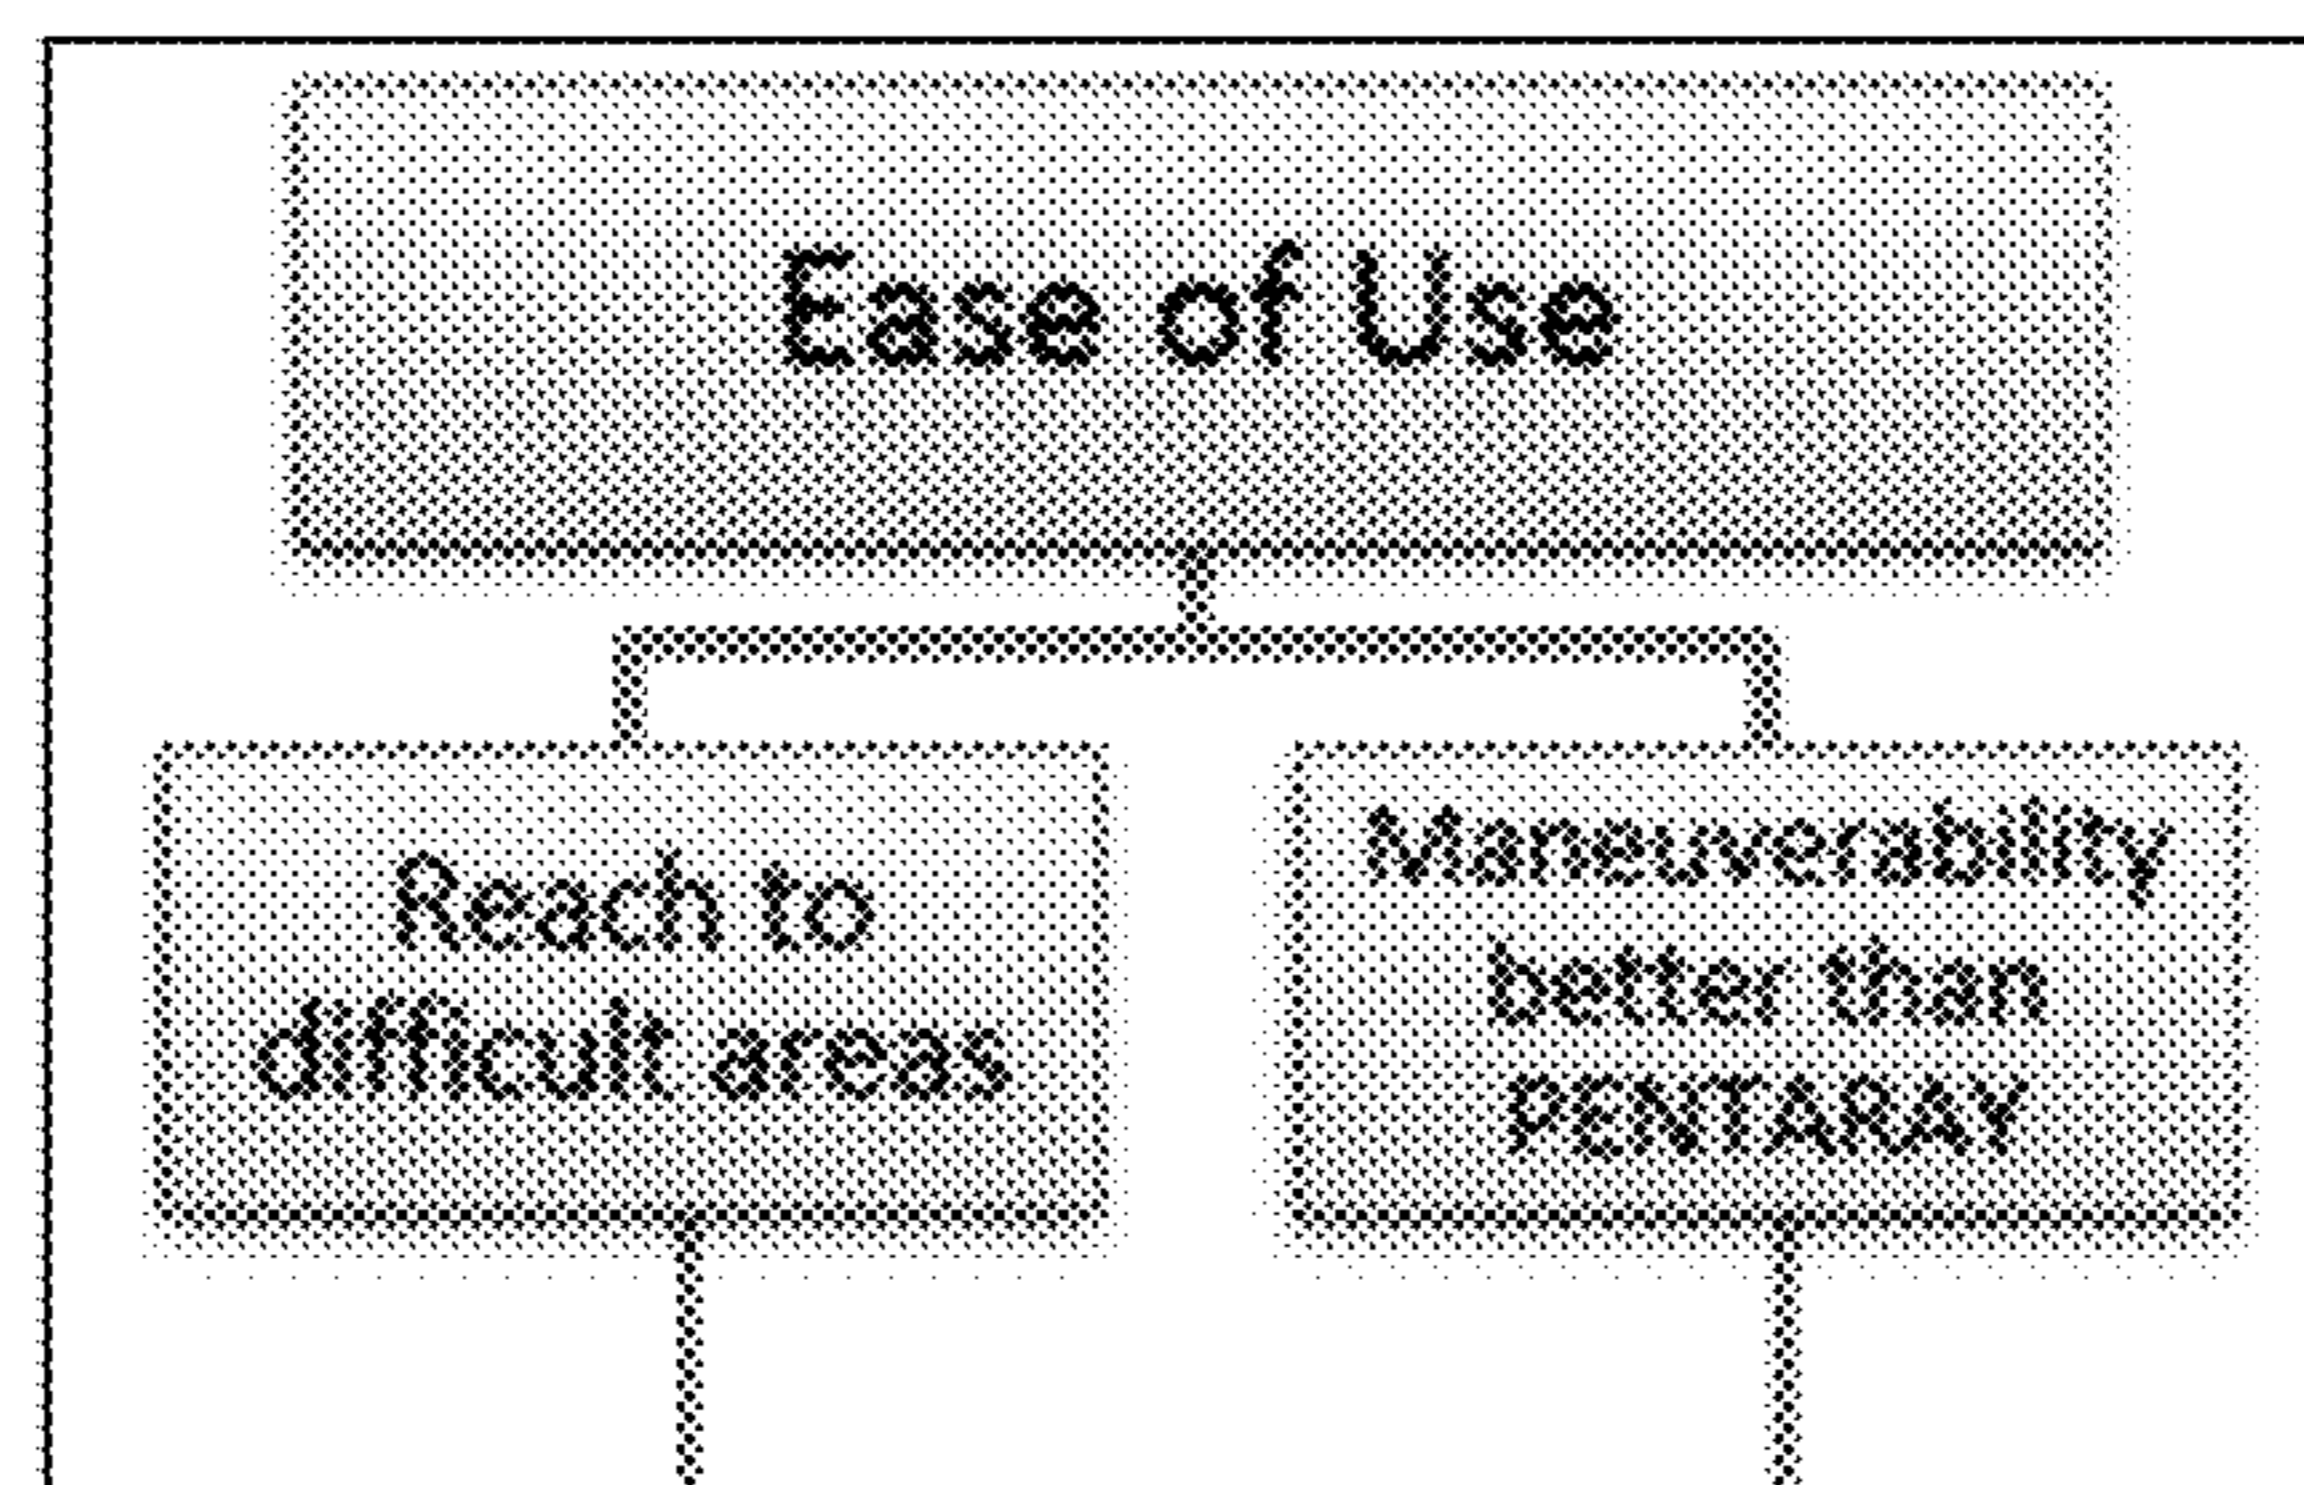 Ease of Use
Reach to
difficult areas
Maneuverability
better than
PENTARAY